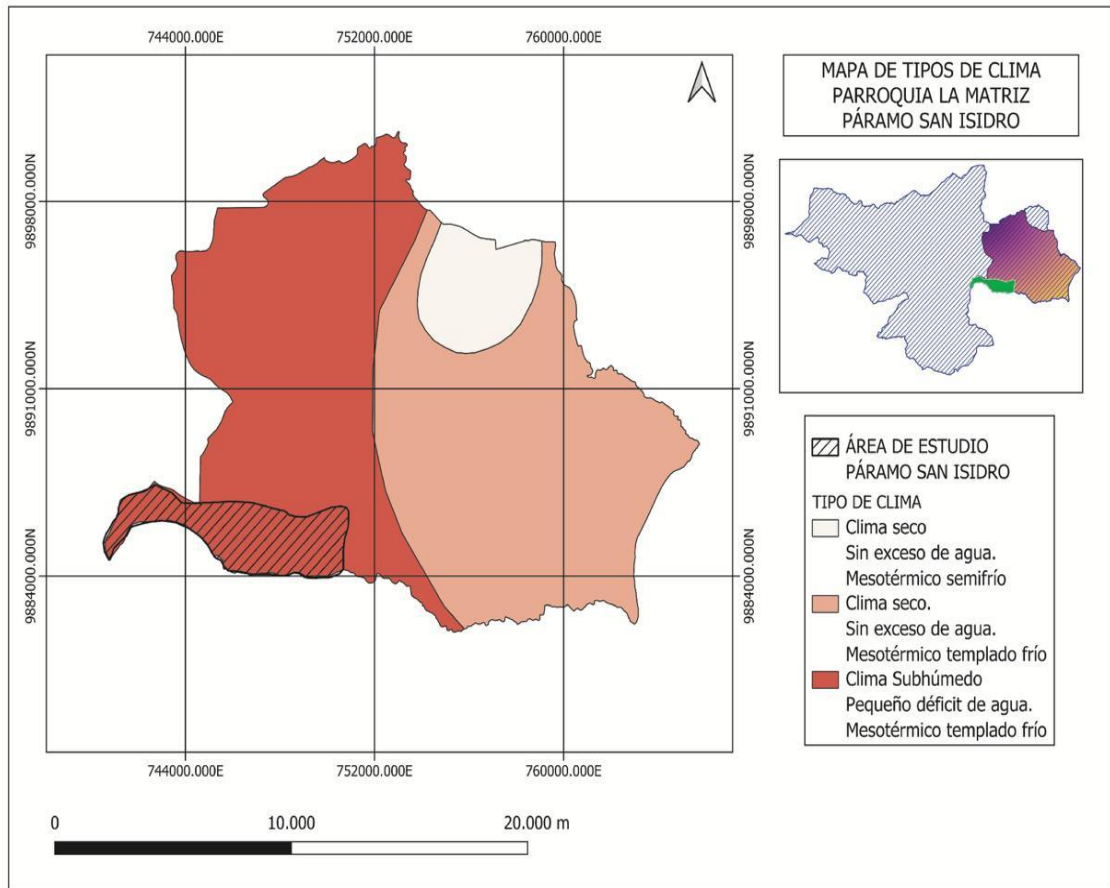 744000.000E 752000.000E 760000.000E
9898000.000N 9898000.000N
9891000.000N 9891000.000N
9884000.000N 9884000.000N
744000.000E 752000.000E 760000.000E
0 10.000 20.000 m
MAPA DE TIPOS DE CLIMA
PARROQUIA LA MATRIZ
PÁRAMO SAN ISIDRO
ÁREA DE ESTUDIO
PÁRAMO SAN ISIDRO
TIPO DE CLIMA
Clima seco
Sin exceso de agua.
Mesotérmico semifrío
Clima seco.
Sin exceso de agua.
Mesotérmico templado frío
Clima Subhúmedo
Pequeño déficit de agua.
Mesotérmico templado frío